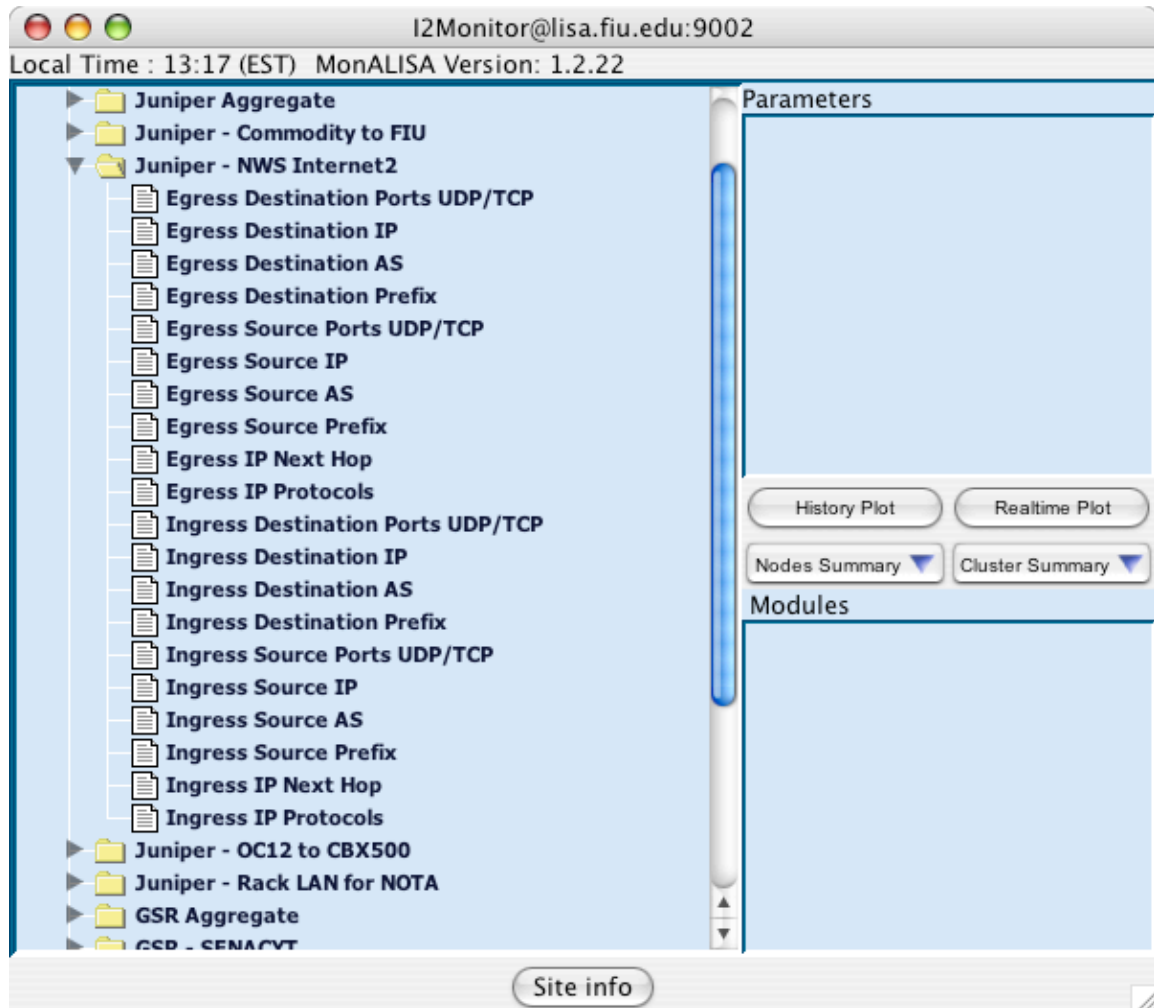 I2Monitor@lisa.fiu.edu:9002
Local Time : 13:17 (EST) MonALISA Version: 1.2.22
Juniper Aggregate
Juniper - Commodity to FIU
Juniper - NWS Internet2
Egress Destination Ports UDP/TCP
Egress Destination IP
Egress Destination AS
Egress Destination Prefix
Egress Source Ports UDP/TCP
Egress Source IP
Egress Source AS
Egress Source Prefix
Egress IP Next Hop
Egress IP Protocols
Ingress Destination Ports UDP/TCP
Ingress Destination IP
Ingress Destination AS
Ingress Destination Prefix
Ingress Source Ports UDP/TCP
Ingress Source IP
Ingress Source AS
Ingress Source Prefix
Ingress IP Next Hop
Ingress IP Protocols
Juniper - OC12 to CBX500
Juniper - Rack LAN for NOTA
GSR Aggregate
GSR - SENACYT
Parameters
History Plot
Realtime Plot
Nodes Summary
Cluster Summary
Modules
Site info